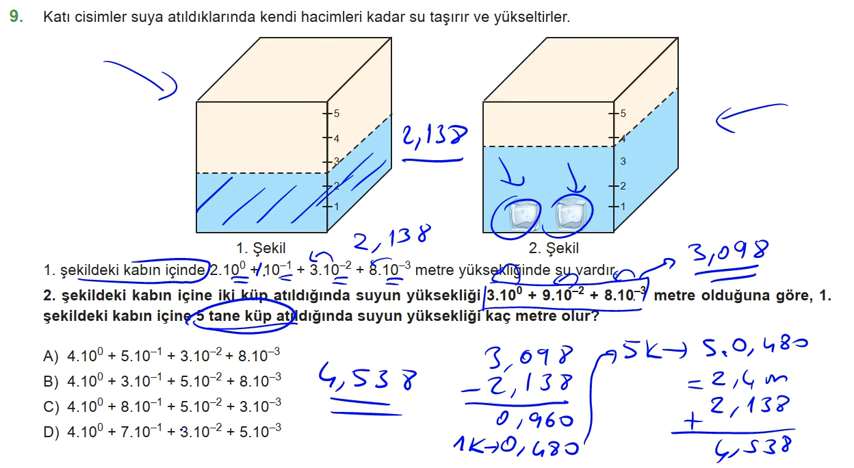 9. Katı cisimler suya atıldıklarında kendi hacimleri kadar su taşırır ve yükseltirler.
5
4
3
2
1
2,138
5
4
3
2
1
1. Şekil
2,138
2. Şekil
3,098
1. şekildeki kabın içinde 2.10⁰ + 1.10⁻¹ + 3.10⁻² + 8.10⁻³ metre yüksekliğinde su vardır.
2. şekildeki kabın içine iki küp atıldığında suyun yüksekliği 3.10⁰ + 9.10⁻² + 8.10⁻³ metre olduğuna göre, 1.
şekildeki kabın içine 5 tane küp atıldığında suyun yüksekliği kaç metre olur?
A) 4.10⁰ + 5.10⁻¹ + 3.10⁻² + 8.10⁻³
B) 4.10⁰ + 3.10⁻¹ + 5.10⁻² + 8.10⁻³
C) 4.10⁰ + 8.10⁻¹ + 5.10⁻² + 3.10⁻³
D) 4.10⁰ + 7.10⁻¹ + 3.10⁻² + 5.10⁻³
4,538
3,098
- 2,138
0,960
1K→0,480
5K→ 5.0,480
= 2,4 m
+ 2,138
4,538